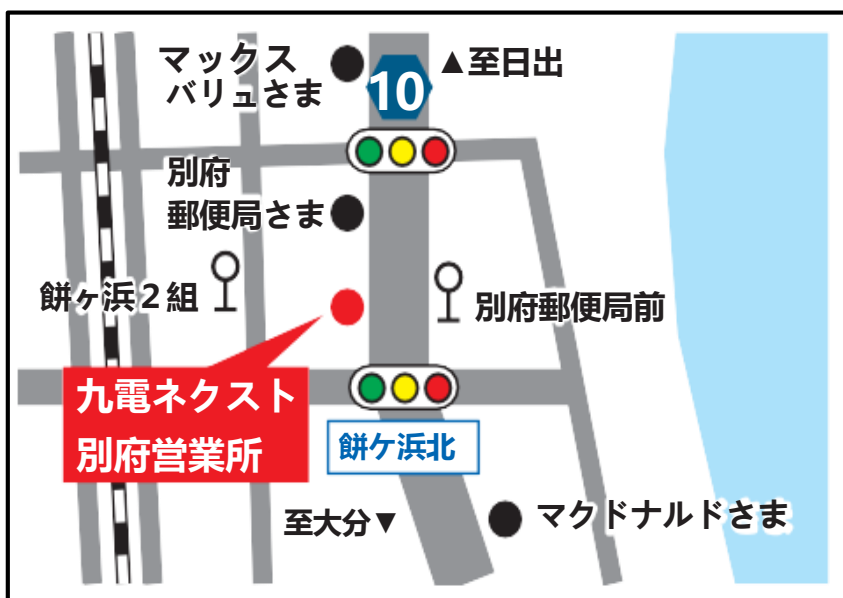 マックス
バリュさま
10
▲至日出
別府
郵便局さま
餅ヶ浜２組
別府郵便局前
九電ネクスト
別府営業所
餅ケ浜北
至大分▼
マクドナルドさま